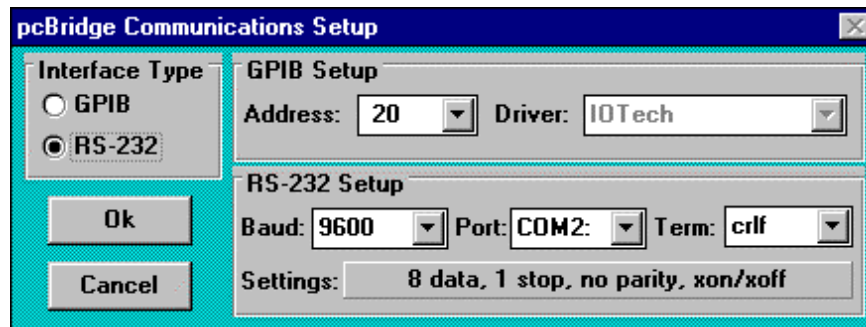 pcBridge Communications Setup
Interface Type
GPIB
RS-232
Ok
Cancel
GPIB Setup
Address: 20 Driver: IOTech
RS-232 Setup
Baud: 9600 Port: COM2: Term: crlf
Settings: 8 data, 1 stop, no parity, xon/xoff